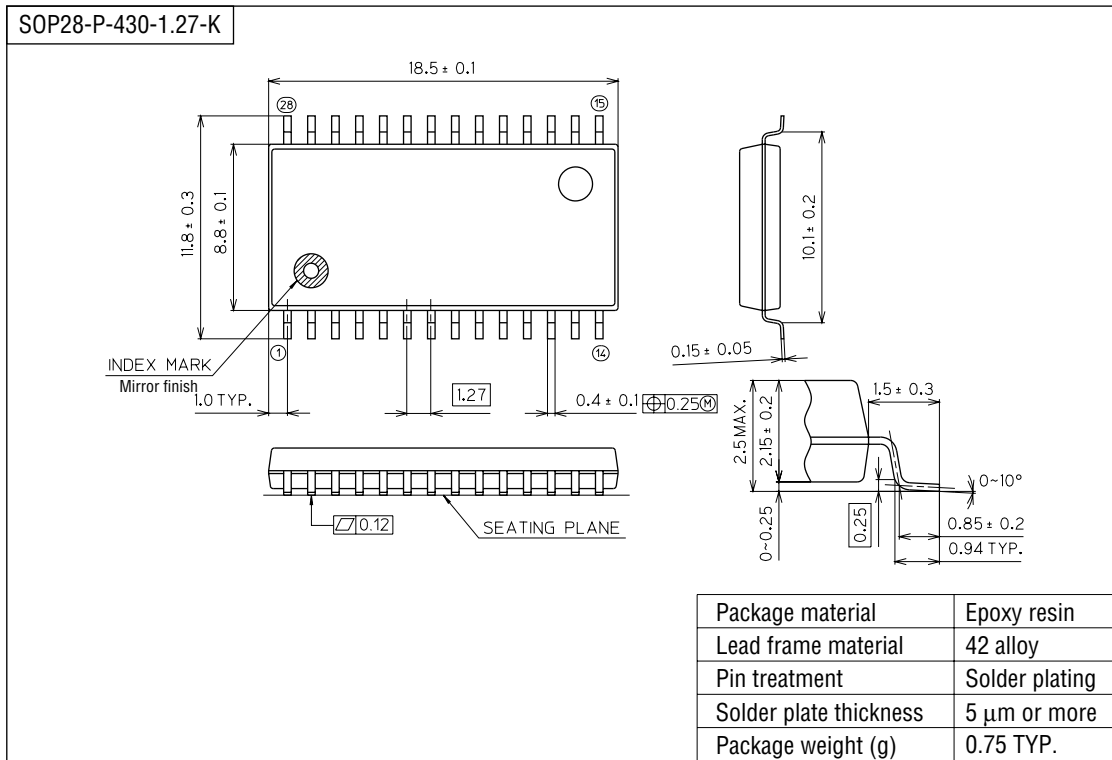 SOP28-P-430-1.27-K
18.5 ± 0.1
28
15
11.8 ± 0.3
8.8 ± 0.1
10.1 ± 0.2
INDEX MARK
Mirror finish
1
14
0.15 ± 0.05
1.0 TYP.
1.27
0.4 ± 0.1
0.25 M
1.5 ± 0.3
2.5 MAX.
2.15 ± 0.2
0~10°
0.12
SEATING PLANE
0~0.25
0.25
0.85 ± 0.2
0.94 TYP.
Package material Epoxy resin
Lead frame material 42 alloy
Pin treatment Solder plating
Solder plate thickness 5 μm or more
Package weight (g) 0.75 TYP.